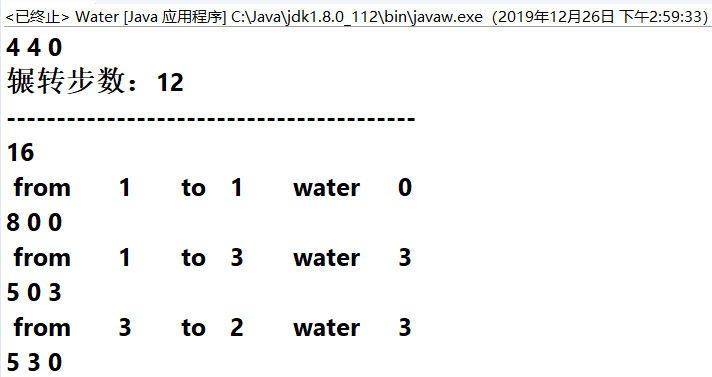 <已终止> Water [Java 应用程序] C:\Java\jdk1.8.0_112\bin\javaw.exe（2019年12月26日 下午2:59:33）
4 4 0
辗转步数：12
-----------------------------------------
16
from 1 to 1 water 0
8 0 0
from 1 to 3 water 3
5 0 3
from 3 to 2 water 3
5 3 0